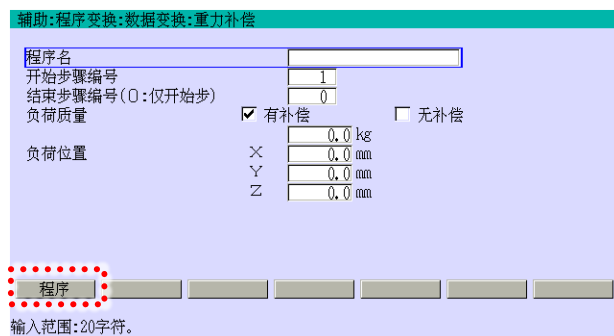 辅助:程序变换:数据变换:重力补偿
程序名
开始步骤编号 1
结束步骤编号(0:仅开始步) 0
负荷质量 有补偿 无补偿
0.0 kg
负荷位置 X 0.0 mm
Y 0.0 mm
Z 0.0 mm
程序
输入范围:20字符。